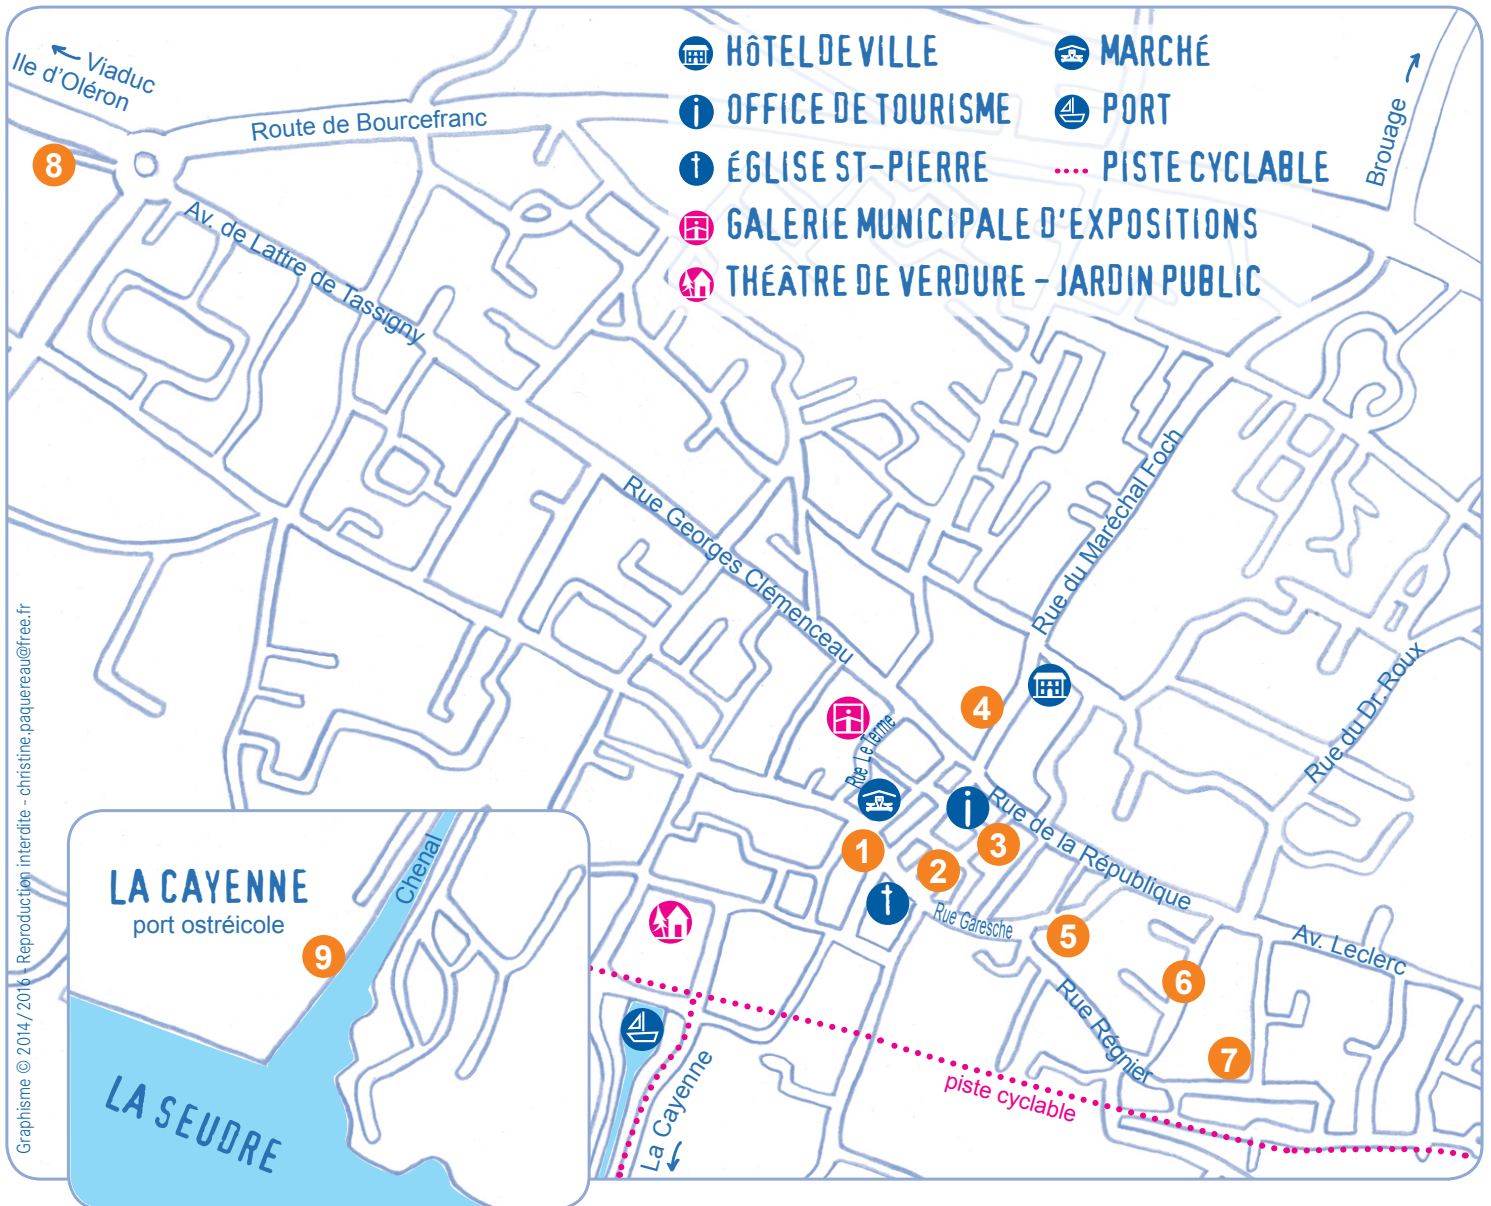 HÔTEL DE VILLE
MARCHÉ
OFFICE DE TOURISME
PORT
ÉGLISE ST-PIERRE
PISTE CYCLABLE
GALERIE MUNICIPALE D'EXPOSITIONS
THÉÂTRE DE VERDURE - JARDIN PUBLIC
Viaduc
Ile d'Oléron
Route de Bourcefranc
Brouage
8
Av. de Lattre de Tassigny
Rue Georges Clémenceau
Rue du Maréchal Foch
Rue du Dr. Roux
4
Rue Le Terme
Rue de la République
1
2
3
Rue Garesche
5
Av. Leclerc
6
Rue Régnier
7
piste cyclable
La Cayenne
LA CAYENNE
port ostréicole
Chenal
9
LA SEUDRE
Graphisme © 2014 / 2016 - Reproduction interdite - christine.paquereau@free.fr